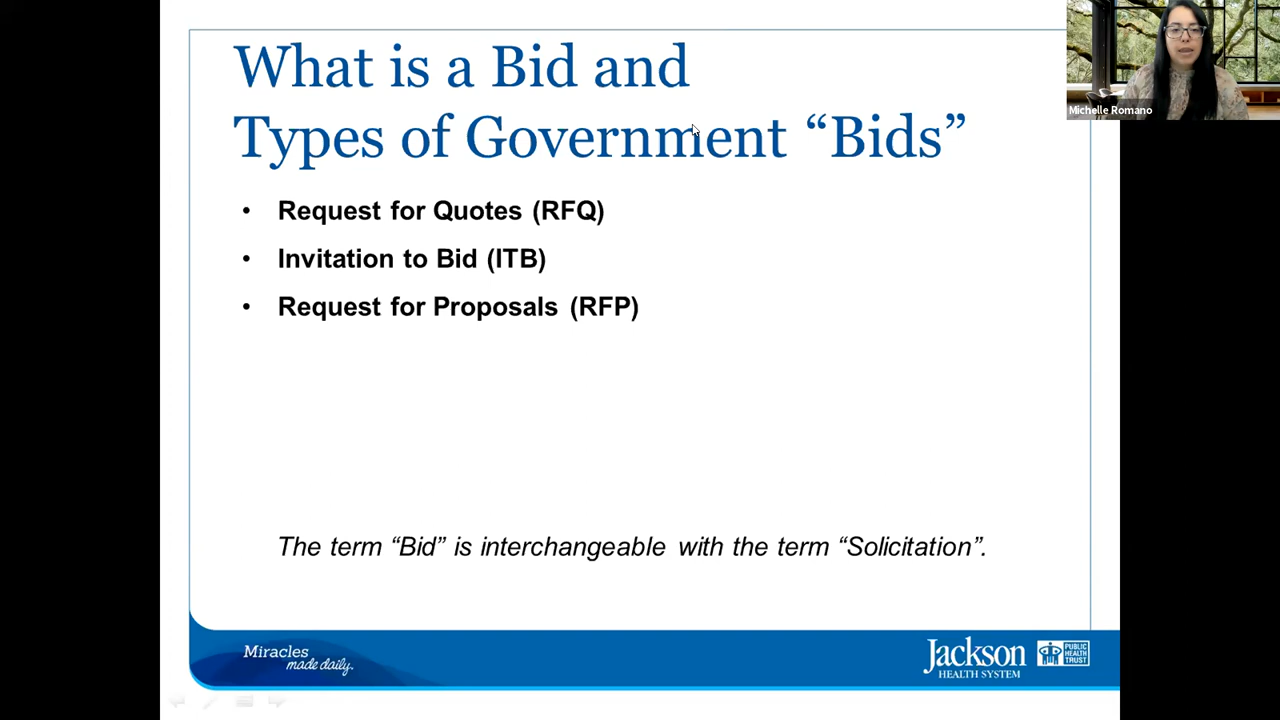 What is a Bid and
Types of Government “Bids”
• Request for Quotes (RFQ)
• Invitation to Bid (ITB)
• Request for Proposals (RFP)
The term “Bid” is interchangeable with the term “Solicitation”.
Miracles
made daily.
Jackson
HEALTH SYSTEM
PUBLIC
HEALTH
TRUST
Michelle Romano